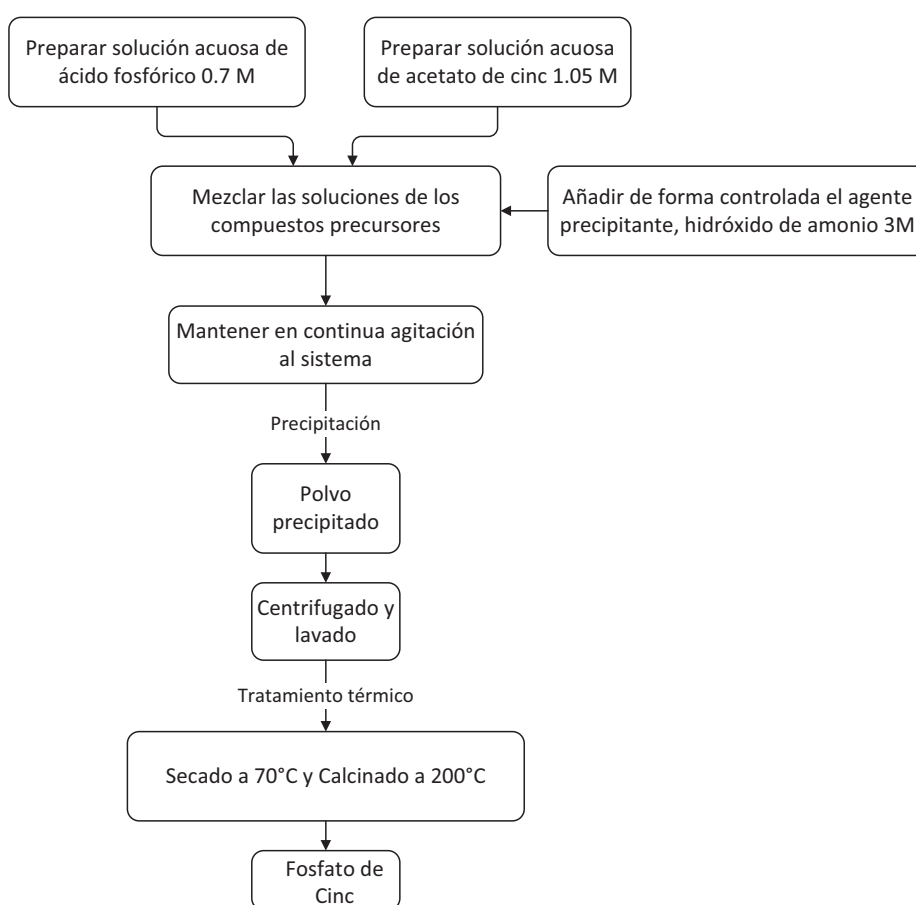 Preparar solución acuosa de
ácido fosfórico 0.7 M
Preparar solución acuosa
de acetato de cinc 1.05 M
Mezclar las soluciones de los
compuestos precursores
Añadir de forma controlada el agente
precipitante, hidróxido de amonio 3M
Mantener en continua agitación
al sistema
Precipitación
Polvo
precipitado
Centrifugado y
lavado
Tratamiento térmico
Secado a 70°C y Calcinado a 200°C
Fosfato de
Cinc